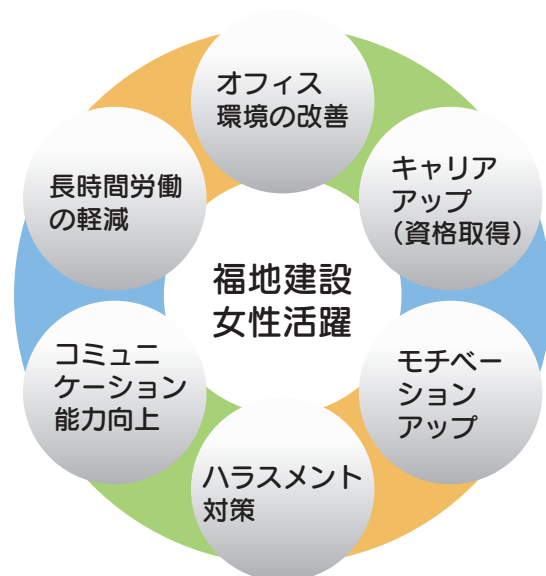 オフィス
環境の改善
キャリア
アップ
（資格取得）
モチベー
ション
アップ
ハラスメント
対策
コミュニ
ケーション
能力向上
長時間労働
の軽減
福地建設
女性活躍